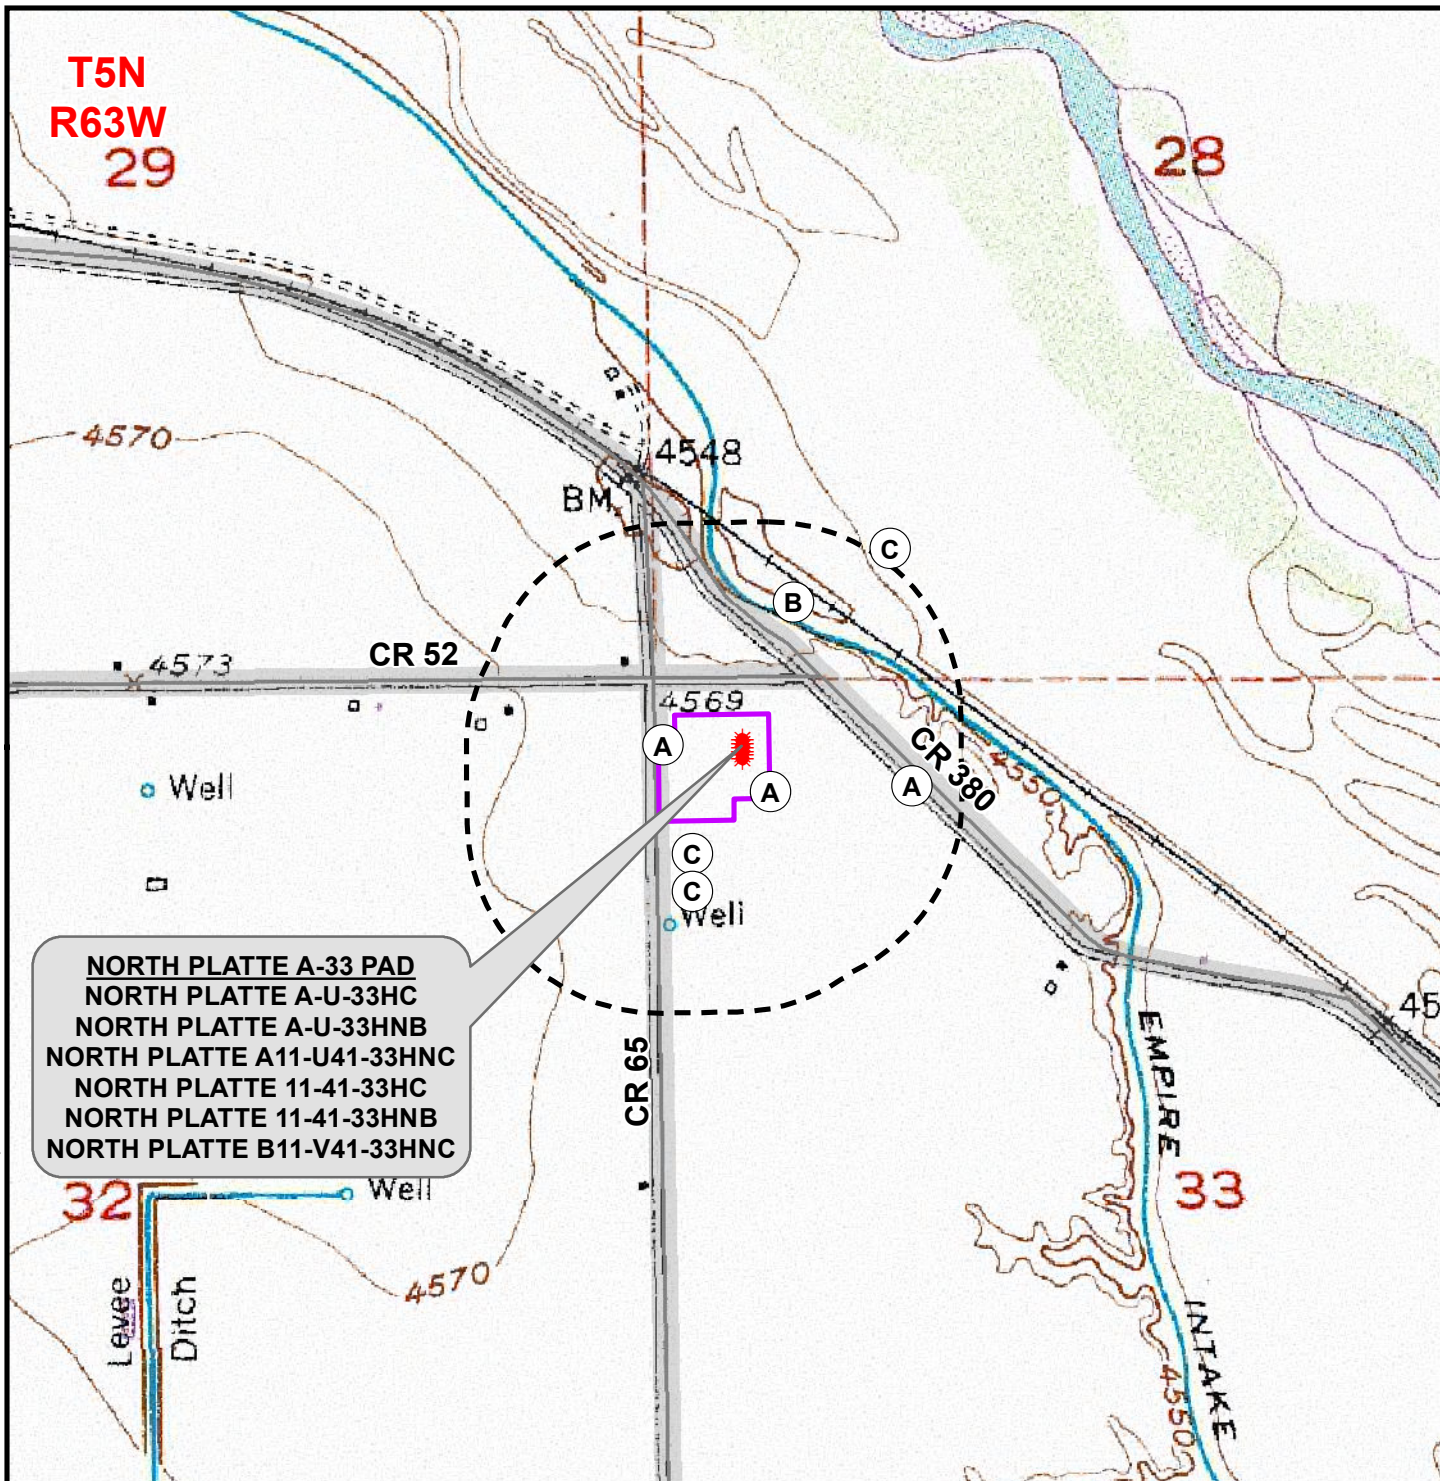 T5N
R63W
29
28
4570
4548
BM
C
B
CR 52
4573
4569
A
CR 380
4550
A
A
Well
C
C
Well
NORTH PLATTE A-33 PAD
NORTH PLATTE A-U-33HC
NORTH PLATTE A-U-33HNB
NORTH PLATTE A11-U41-33HNC
NORTH PLATTE 11-41-33HC
NORTH PLATTE 11-41-33HNB
NORTH PLATTE B11-V41-33HNC
CR 65
45
EMPIRE
INTAKE
32
Well
33
4570
Levee
Ditch
4550